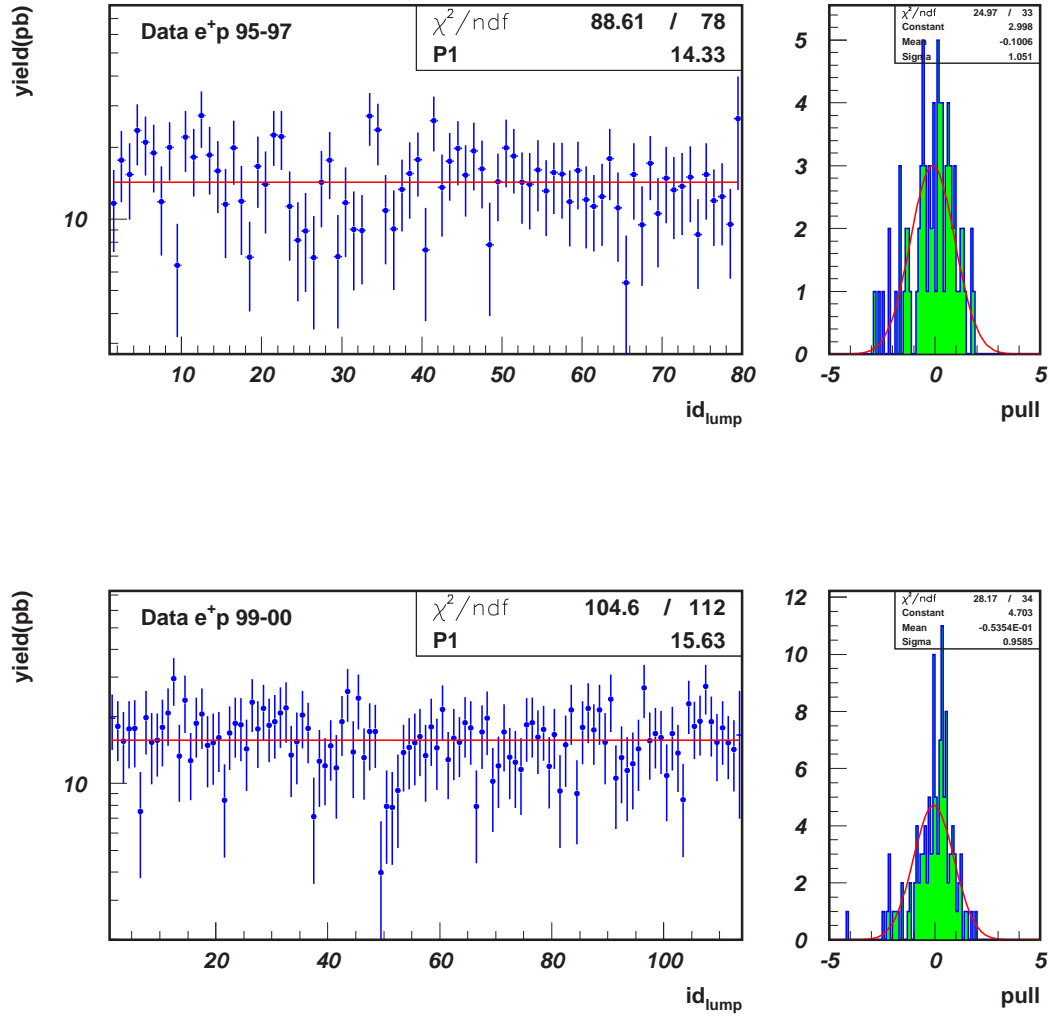 yield(pb)
Data e⁺p 95-97
χ²/ndf 88.61 / 78
P1 14.33
10
10 20 30 40 50 60 70 80
id_lump
χ²/ndf 24.97 / 33
Constant 2.998
Mean -0.1006
Sigma 1.051
5
4
3
2
1
0
-5 0 5
pull
yield(pb)
Data e⁺p 99-00
χ²/ndf 104.6 / 112
P1 15.63
10
20 40 60 80 100
id_lump
χ²/ndf 28.17 / 34
Constant 4.703
Mean -0.5354E-01
Sigma 0.9585
12
10
8
6
4
2
0
-5 0 5
pull